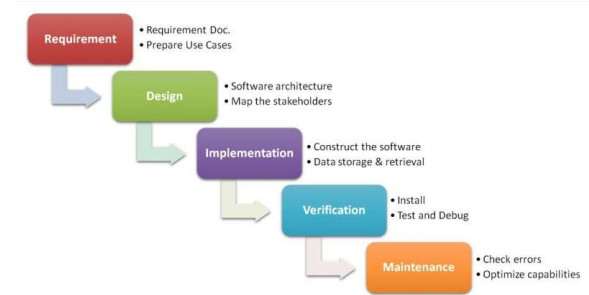 Requirement
• Requirement Doc.
• Prepare Use Cases
Design
• Software architecture
• Map the stakeholders
Implementation
• Construct the software
• Data storage & retrieval
Verification
• Install
• Test and Debug
Maintenance
• Check errors
• Optimize capabilities